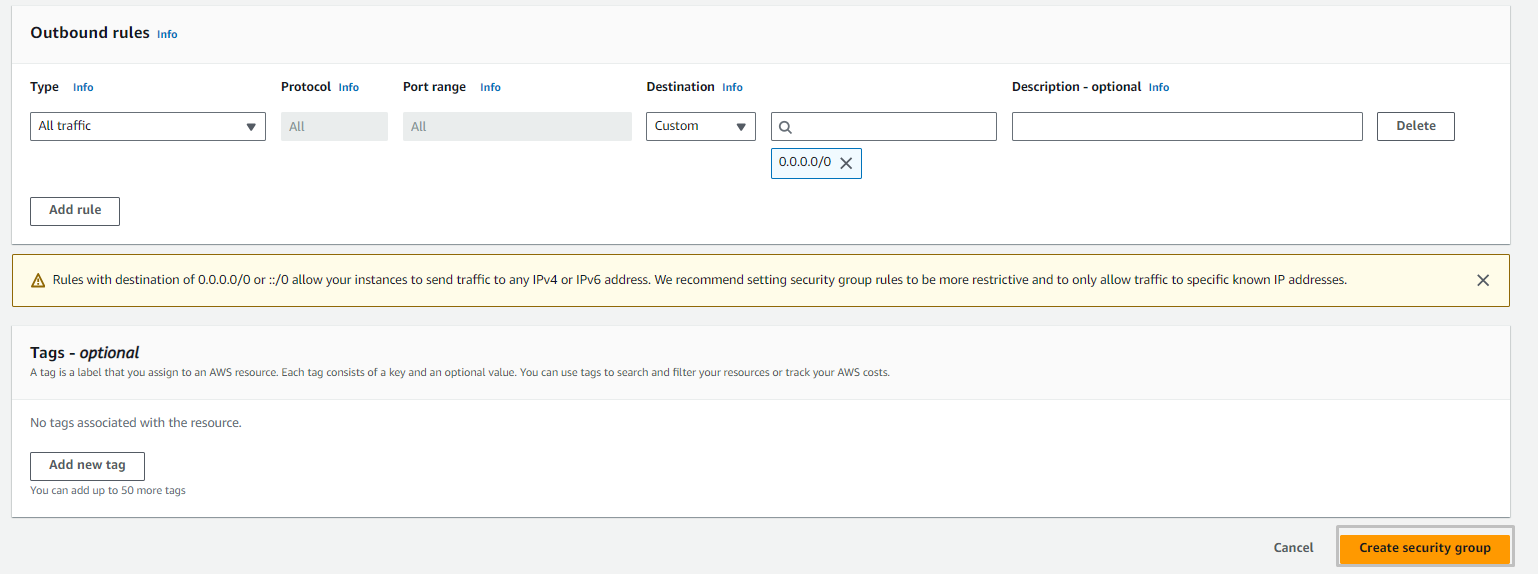 Outbound rules Info
Type Info Protocol Info Port range Info Destination Info Description - optional Info
All traffic All All Custom Delete
0.0.0.0/0
Add rule
Rules with destination of 0.0.0.0/0 or ::/0 allow your instances to send traffic to any IPv4 or IPv6 address. We recommend setting security group rules to be more restrictive and to only allow traffic to specific known IP addresses.
Tags - optional
A tag is a label that you assign to an AWS resource. Each tag consists of a key and an optional value. You can use tags to search and filter your resources or track your AWS costs.
No tags associated with the resource.
Add new tag
You can add up to 50 more tags
Cancel Create security group